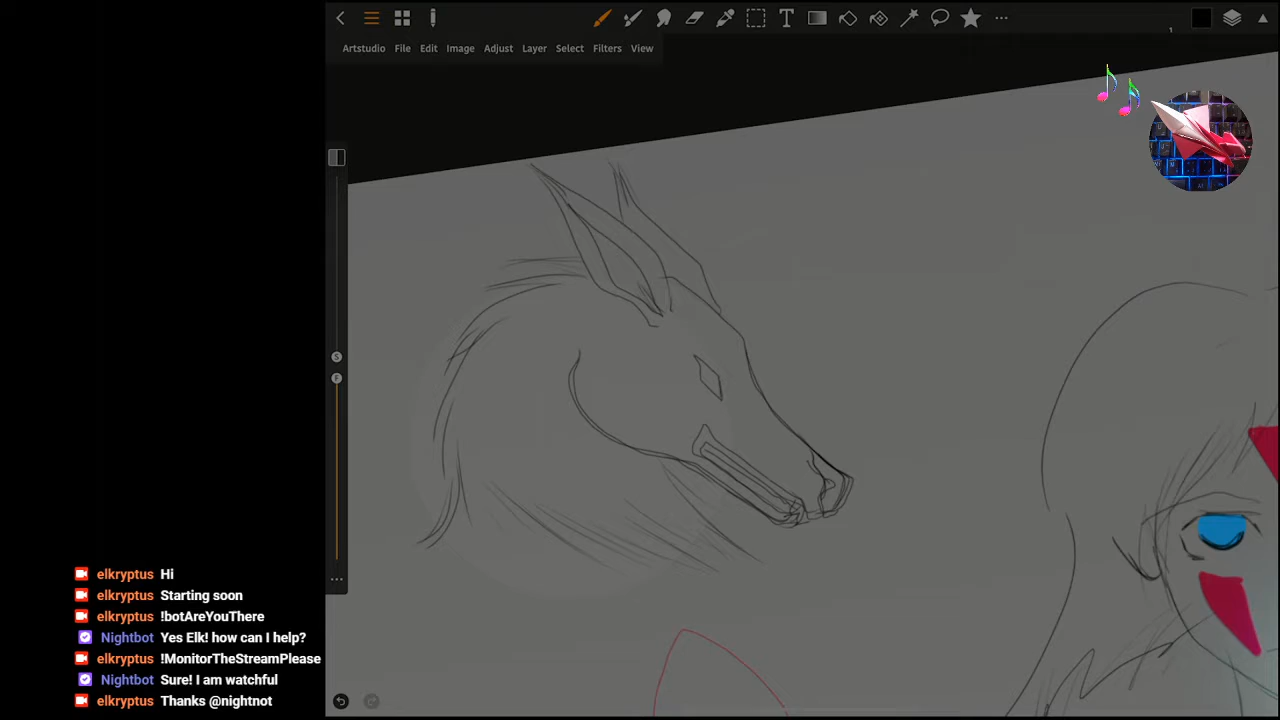 Artstudio File Edit Image Adjust Layer Select Filters View
1
S
F
elkryptus Hi
elkryptus Starting soon
elkryptus !botAreYouThere
Nightbot Yes Elk! how can I help?
elkryptus !MonitorTheStreamPlease
Nightbot Sure! I am watchful
elkryptus Thanks @nightnot